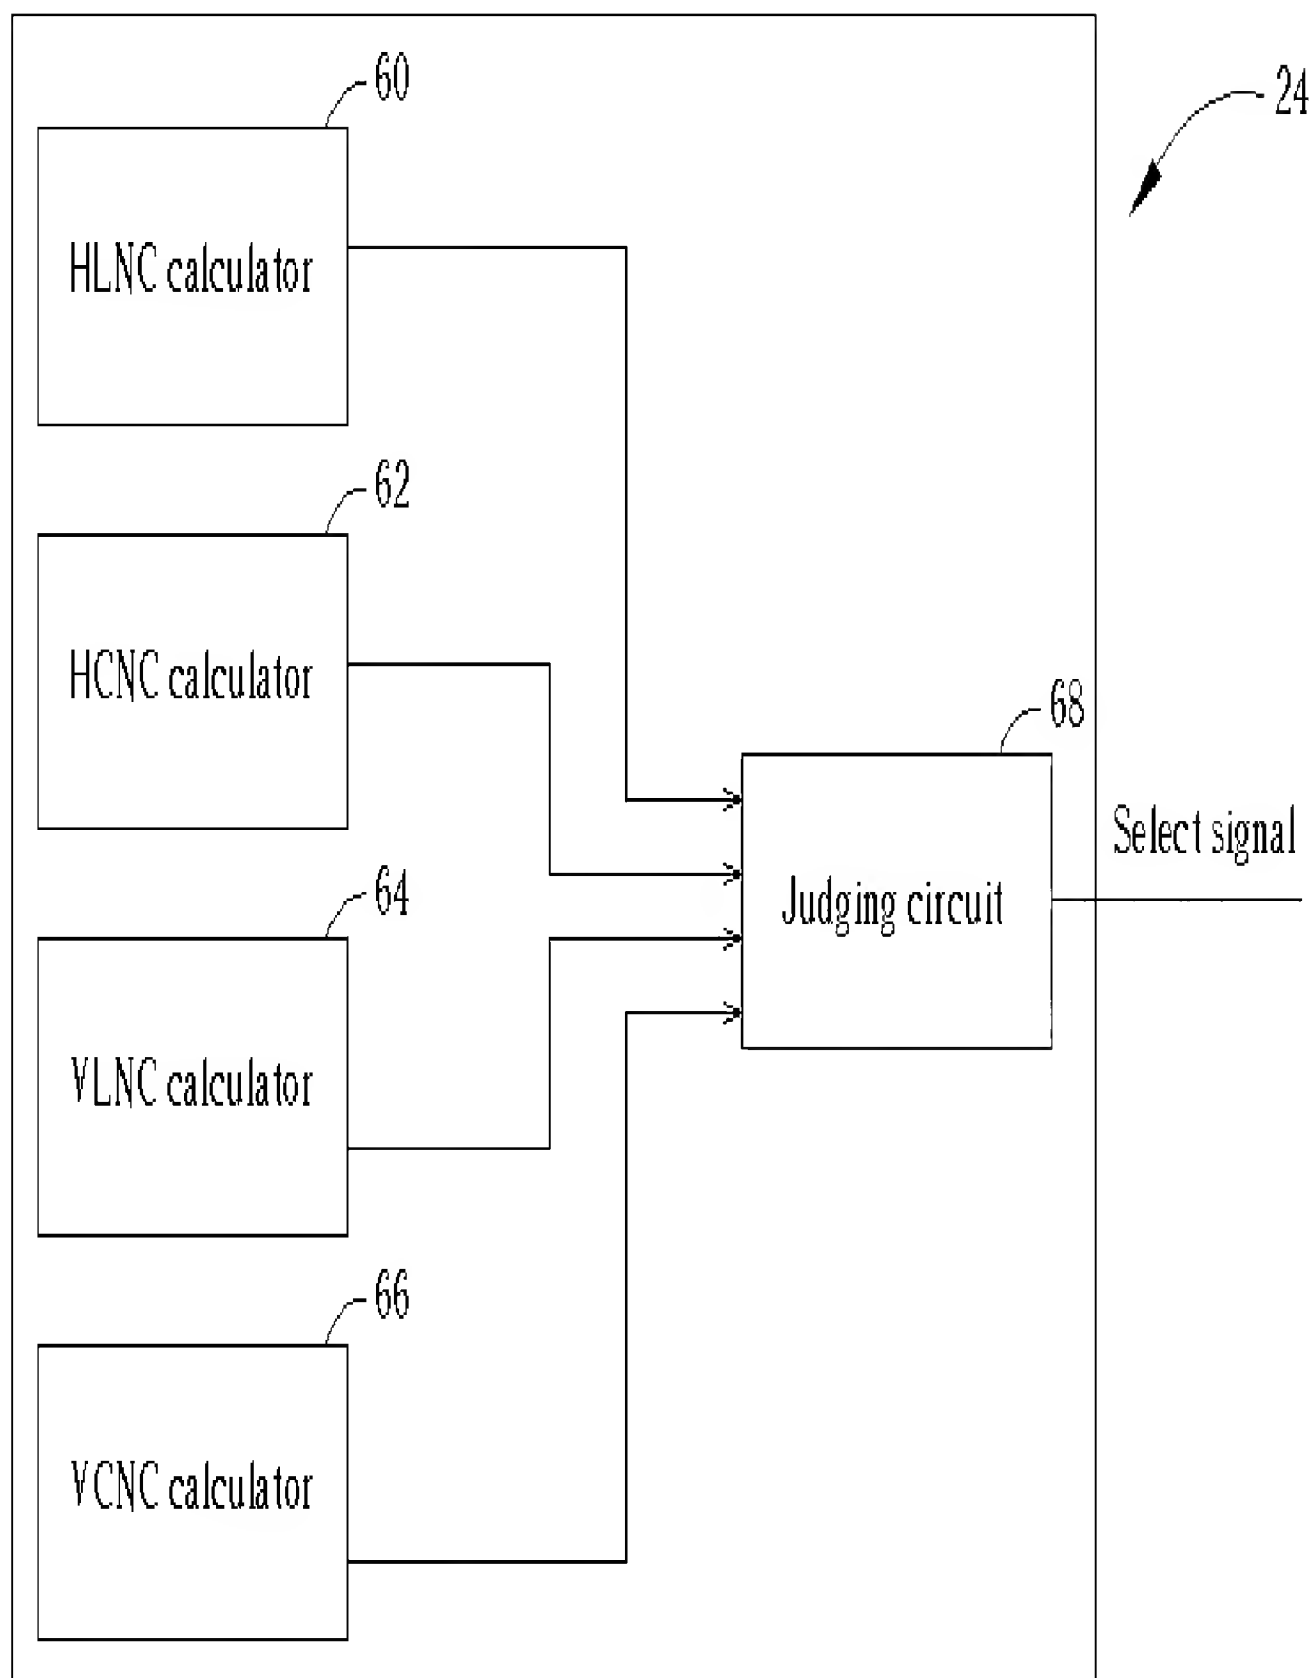 60
24
HLNC calculator
62
HCNC calculator
68
Select signal
64
Judging circuit
VLNC calculator
66
VCNC calculator